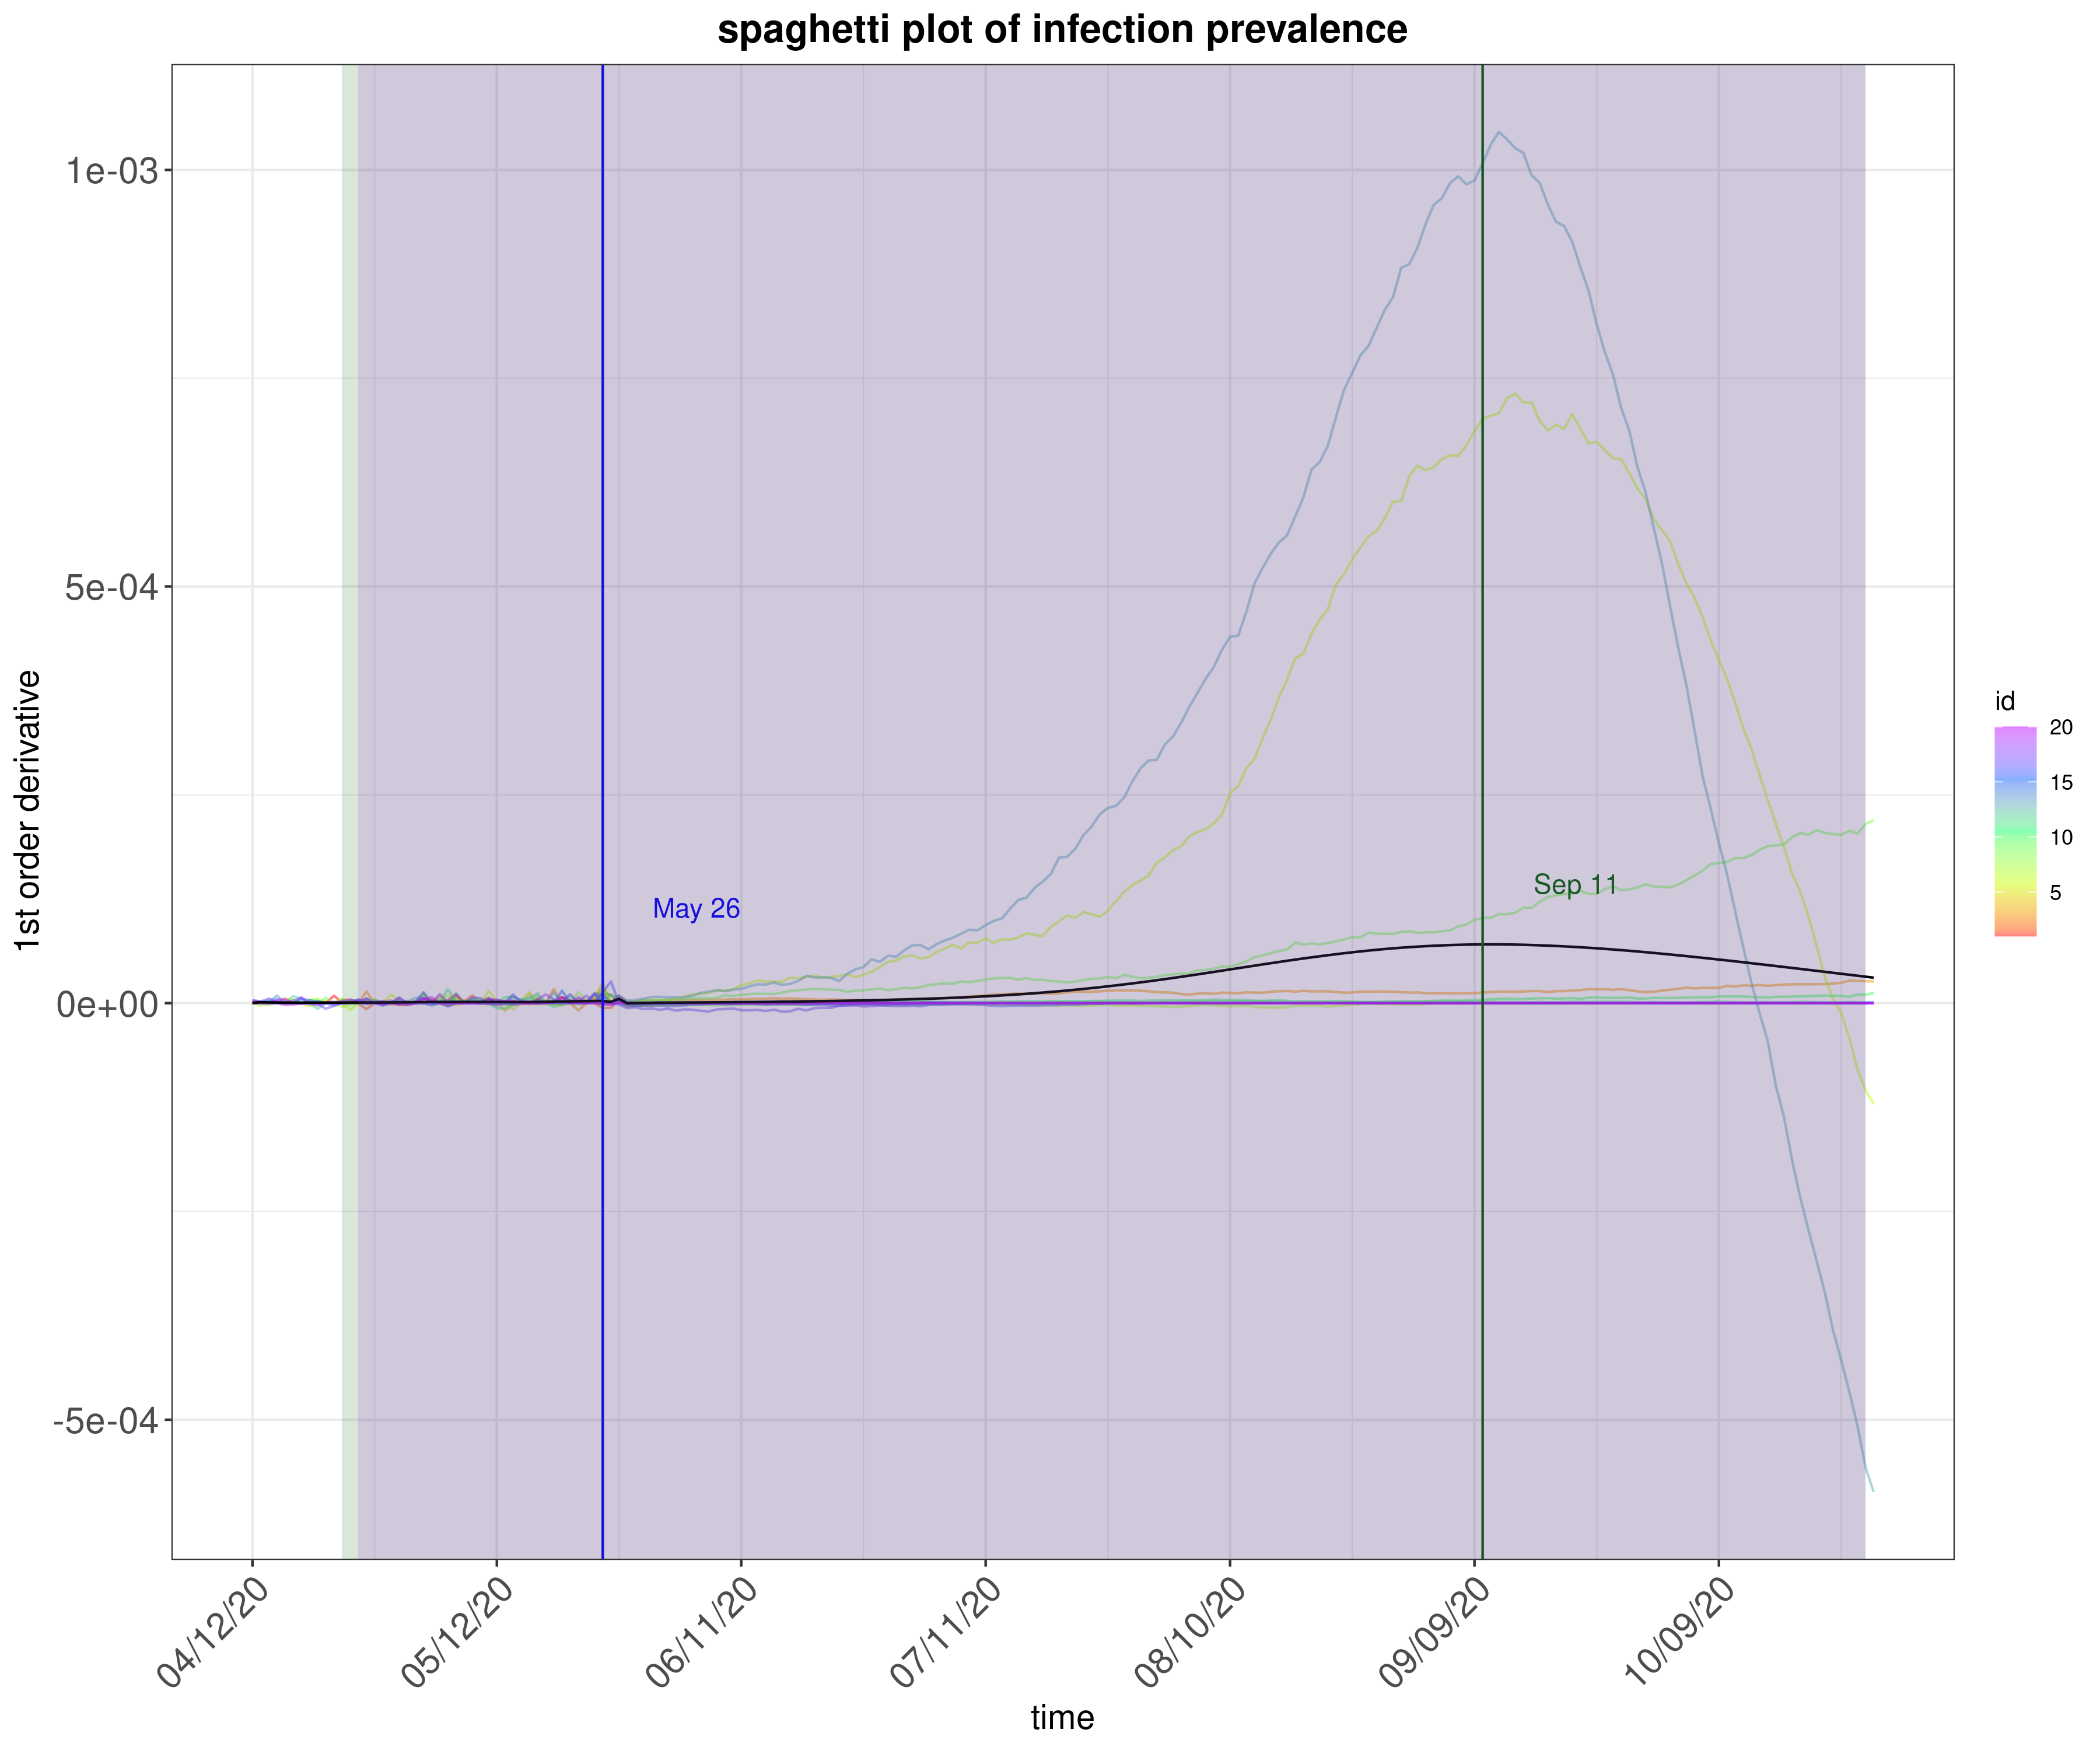 spaghetti plot of infection prevalence
1st order derivative
1e-03
5e-04
0e+00
-5e-04
May 26
Sep 11
id
20
15
10
5
04/12/20
05/12/20
06/11/20
07/11/20
08/10/20
09/09/20
10/09/20
time